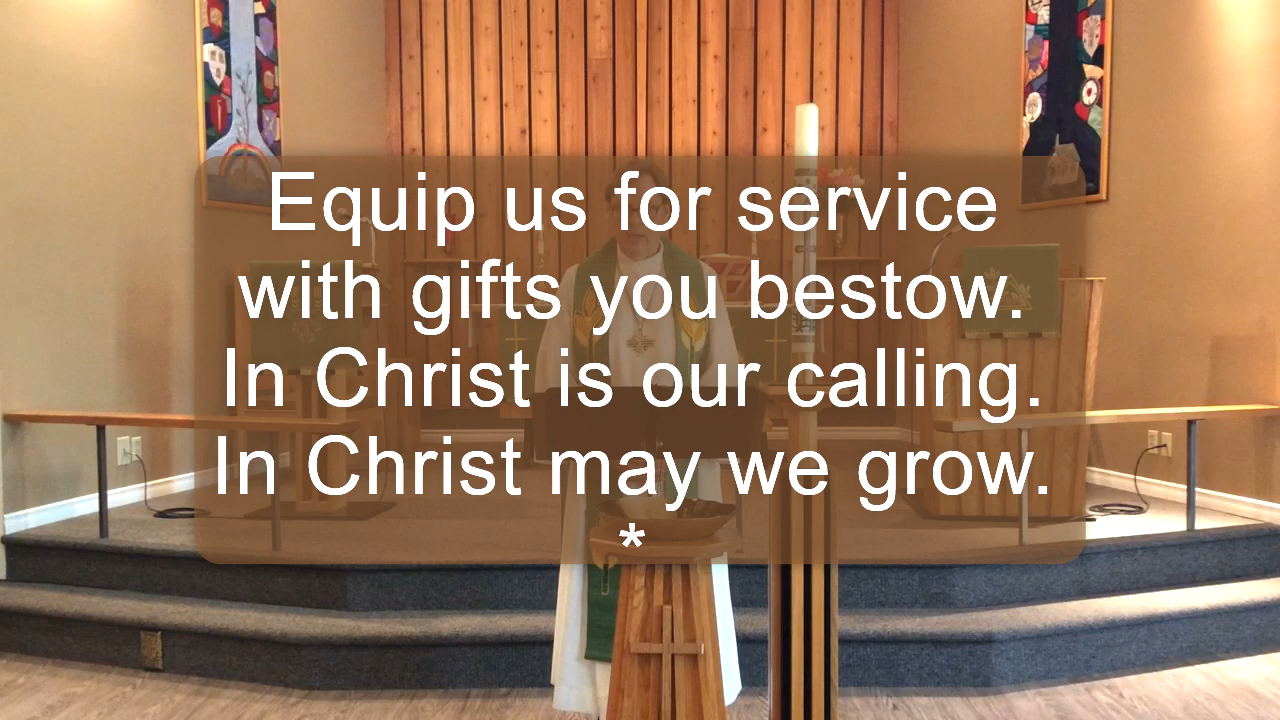 Equip us for service
with gifts you bestow.
In Christ is our calling.
In Christ may we grow.
*